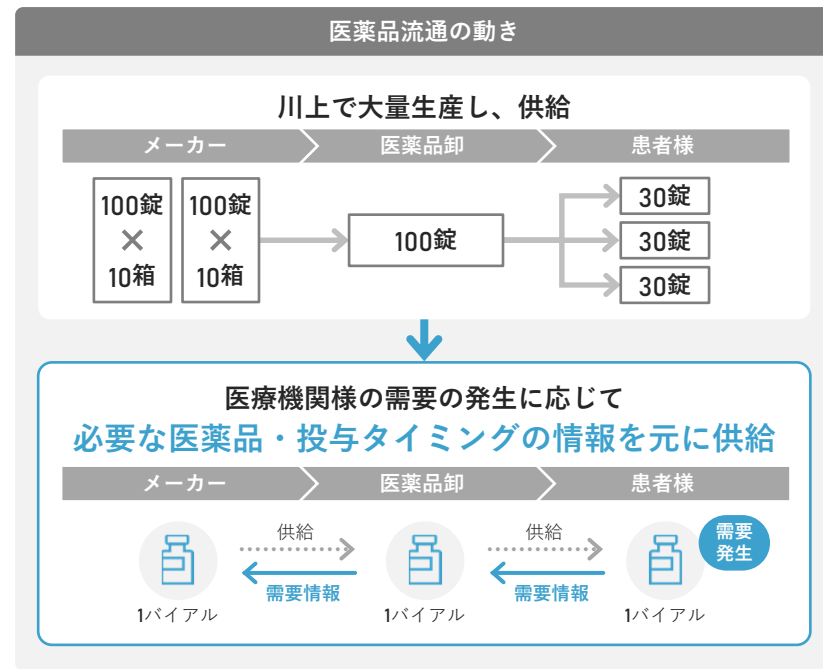 医薬品流通の動き
川上で大量生産し、供給
メーカー 医薬品卸 患者様
100錠 100錠
× ×
10箱 10箱
100錠
30錠
30錠
30錠
医療機関様の需要の発生に応じて
必要な医薬品・投与タイミングの情報を元に供給
メーカー 医薬品卸 患者様
供給 供給
需要
発生
需要情報 需要情報
1バイアル 1バイアル 1バイアル